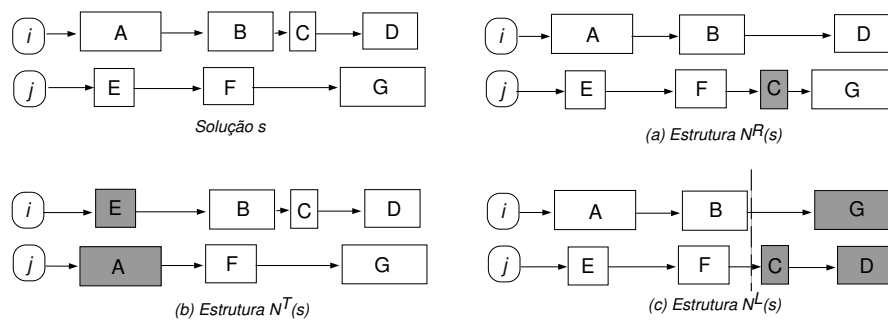 i A B C D
j E F G
Solução s
i A B D
j E F C G
(a) Estrutura N^R(s)
i E B C D
j A F G
(b) Estrutura N^T(s)
i A B G
j E F C D
(c) Estrutura N^L(s)